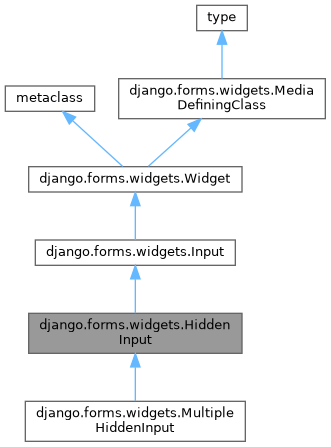 type
metaclass
django.forms.widgets.Media
DefiningClass
django.forms.widgets.Widget
django.forms.widgets.Input
django.forms.widgets.Hidden
Input
django.forms.widgets.Multiple
HiddenInput